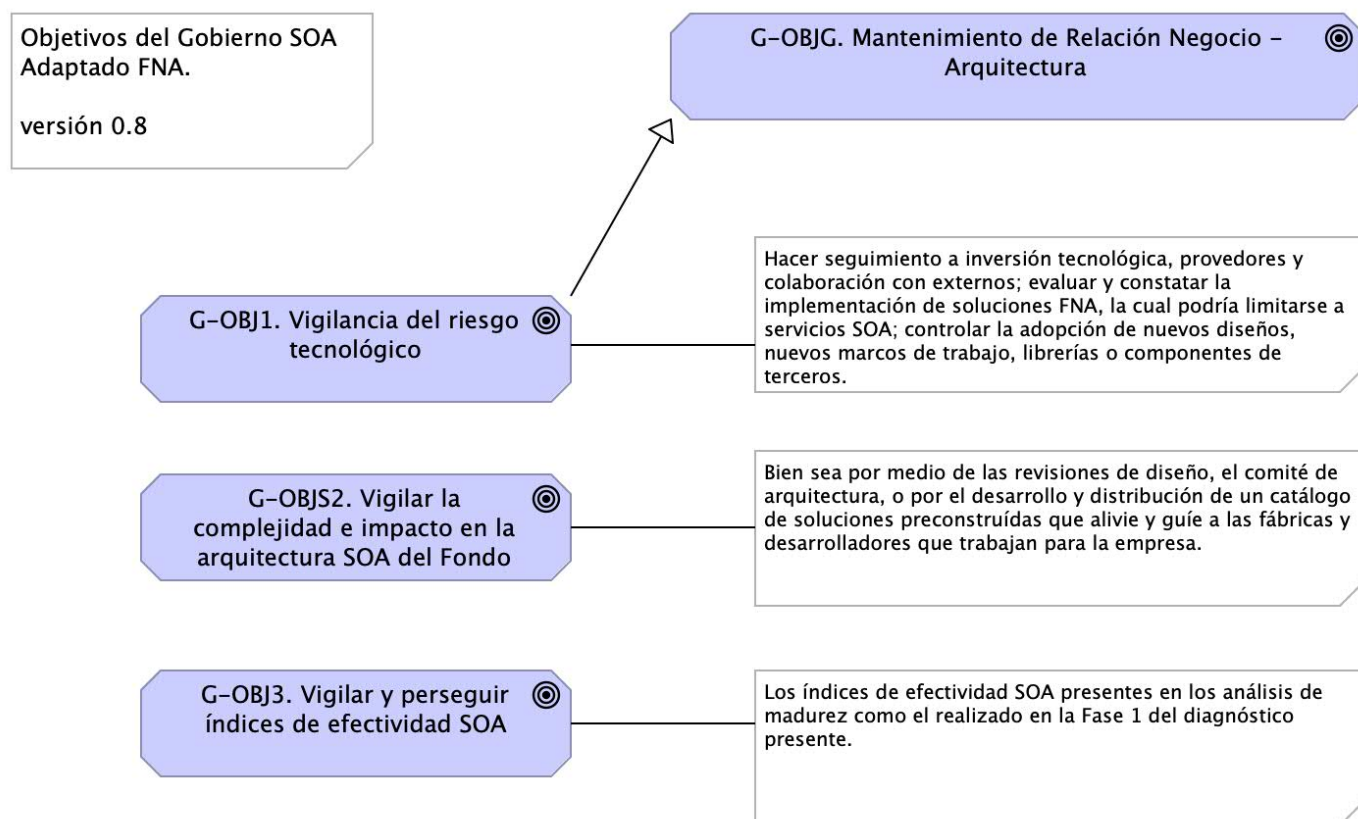 Objetivos del Gobierno SOA
Adaptado FNA.
versión 0.8
G-OBJG. Mantenimiento de Relación Negocio -
Arquitectura
G-OBJ1. Vigilancia del riesgo
tecnológico
Hacer seguimiento a inversión tecnológica, provedores y
colaboración con externos; evaluar y constatar la
implementación de soluciones FNA, la cual podría limitarse a
servicios SOA; controlar la adopción de nuevos diseños,
nuevos marcos de trabajo, librerías o componentes de
terceros.
G-OBJS2. Vigilar la
complejidad e impacto en la
arquitectura SOA del Fondo
Bien sea por medio de las revisiones de diseño, el comité de
arquitectura, o por el desarrollo y distribución de un catálogo
de soluciones preconstruídas que alivie y guíe a las fábricas y
desarrolladores que trabajan para la empresa.
G-OBJ3. Vigilar y perseguir
índices de efectividad SOA
Los índices de efectividad SOA presentes en los análisis de
madurez como el realizado en la Fase 1 del diagnóstico
presente.